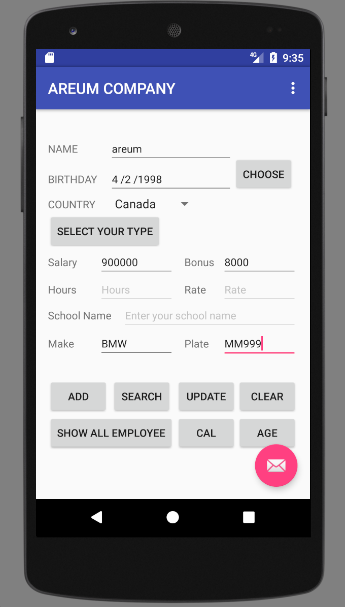 4G 9:35
AREUM COMPANY
NAME areum
BIRTHDAY 4 /2 /1998 CHOOSE
COUNTRY Canada
SELECT YOUR TYPE
Salary 900000 Bonus 8000
Hours Hours Rate Rate
School Name Enter your school name
Make BMW Plate MM999
ADD SEARCH UPDATE CLEAR
SHOW ALL EMPLOYEE CAL AGE